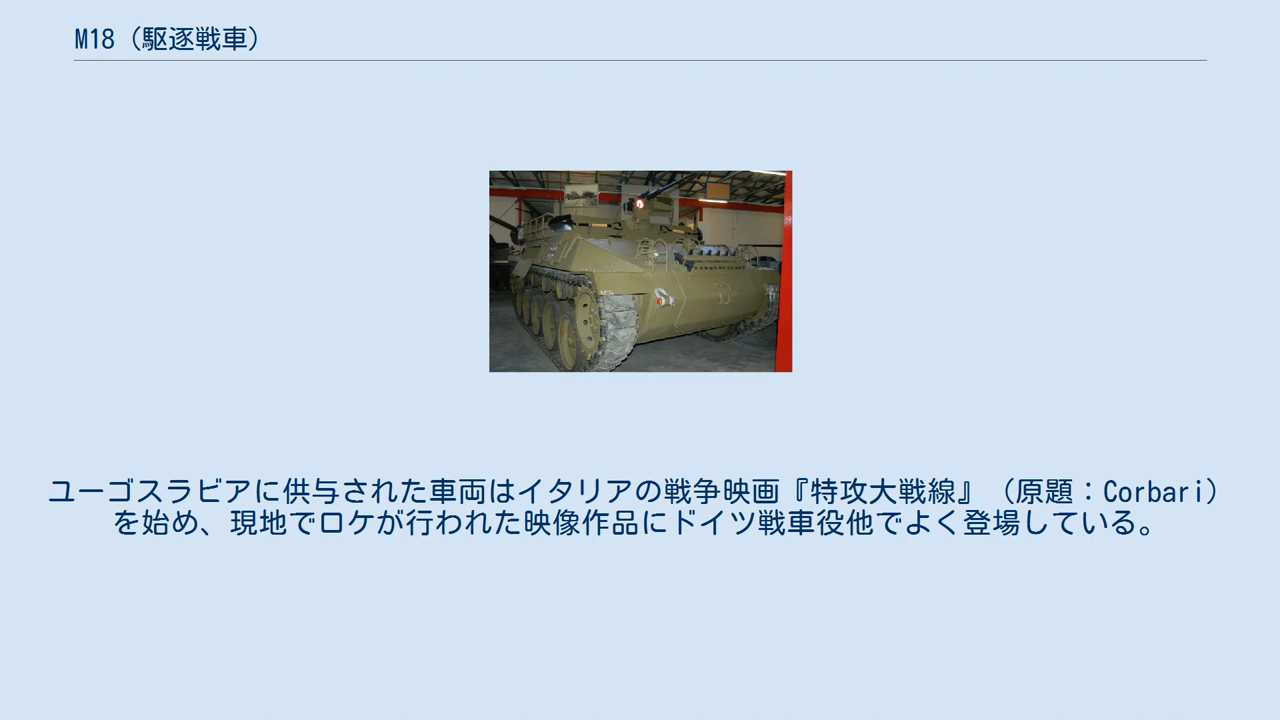 M18（駆逐戦車）
ユーゴスラビアに供与された車両はイタリアの戦争映画『特攻大戦線』（原題：Corbari）
を始め、現地でロケが行われた映像作品にドイツ戦車役他でよく登場している。